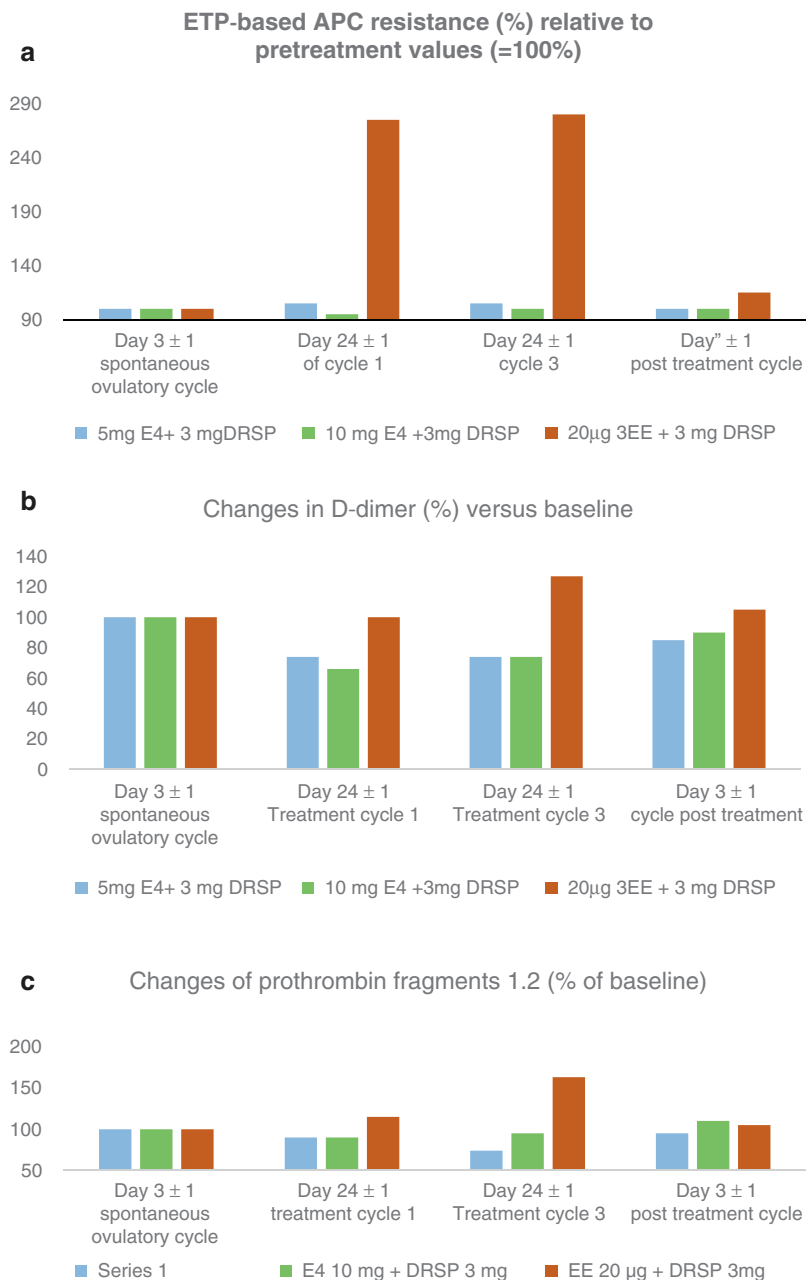 ETP-based APC resistance (%) relative to
pretreatment values (=100%)
a
290
240
190
140
90
Day 3 ± 1
spontaneous
ovulatory cycle
Day 24 ± 1
of cycle 1
Day 24 ± 1
cycle 3
Day” ± 1
post treatment cycle
5mg E4+ 3 mgDRSP
10 mg E4 +3mg DRSP
20µg 3EE + 3 mg DRSP
b
Changes in D-dimer (%) versus baseline
140
120
100
80
60
40
20
0
Day 3 ± 1
spontaneous
ovulatory cycle
Day 24 ± 1
Treatment cycle 1
Day 24 ± 1
Treatment cycle 3
Day 3 ± 1
cycle post treatment
5mg E4+ 3 mg DRSP
10 mg E4 +3mg DRSP
20µg 3EE + 3 mg DRSP
c
Changes of prothrombin fragments 1.2 (% of baseline)
200
150
100
50
Day 3 ± 1
spontaneous
ovulatory cycle
Day 24 ± 1
treatment cycle 1
Day 24 ± 1
Treatment cycle 3
Day 3 ± 1
post treatment cycle
Series 1
E4 10 mg + DRSP 3 mg
EE 20 µg + DRSP 3mg